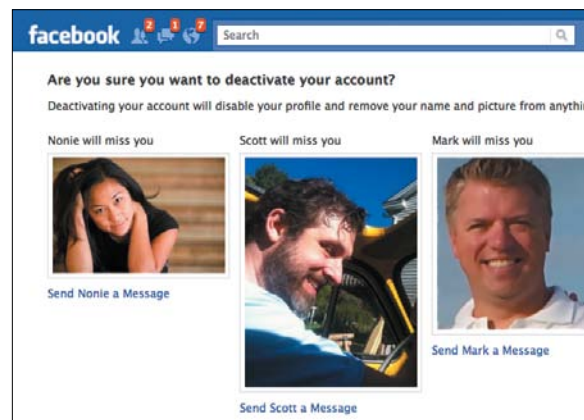 facebook 2 1 7 Search
Are you sure you want to deactivate your account?
Deactivating your account will disable your profile and remove your name and picture from anythin
Nonie will miss you Scott will miss you Mark will miss you
Send Nonie a Message
Send Mark a Message
Send Scott a Message